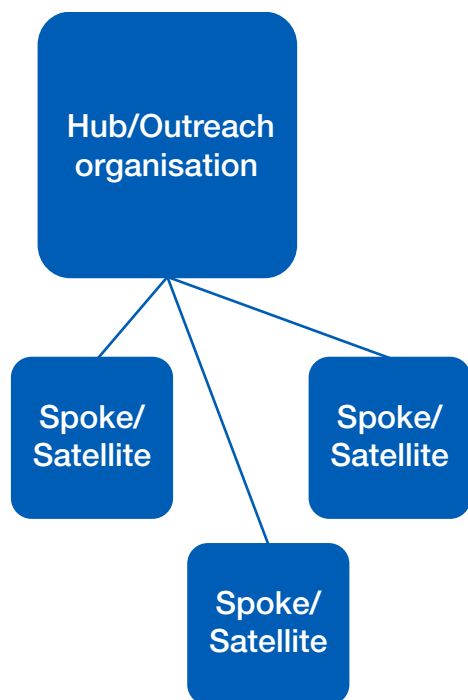 Hub/Outreach
organisation
Spoke/
Satellite
Spoke/
Satellite
Spoke/
Satellite